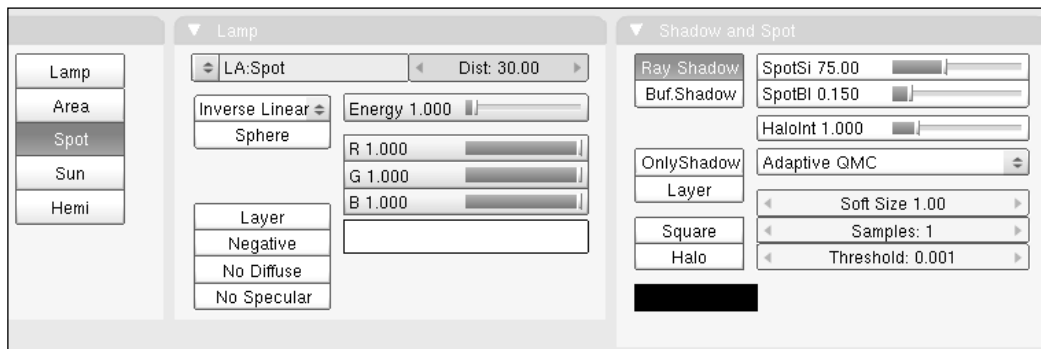 Lamp
Area
Spot
Sun
Hemi
Lamp
LA:Spot
Dist: 30.00
Inverse Linear
Sphere
Energy 1.000
R 1.000
G 1.000
B 1.000
Layer
Negative
No Diffuse
No Specular
Shadow and Spot
Ray Shadow
Buf.Shadow
SpotSi 75.00
SpotBl 0.150
HaloInt 1.000
OnlyShadow
Layer
Adaptive QMC
Square
Halo
Soft Size 1.00
Samples: 1
Threshold: 0.001